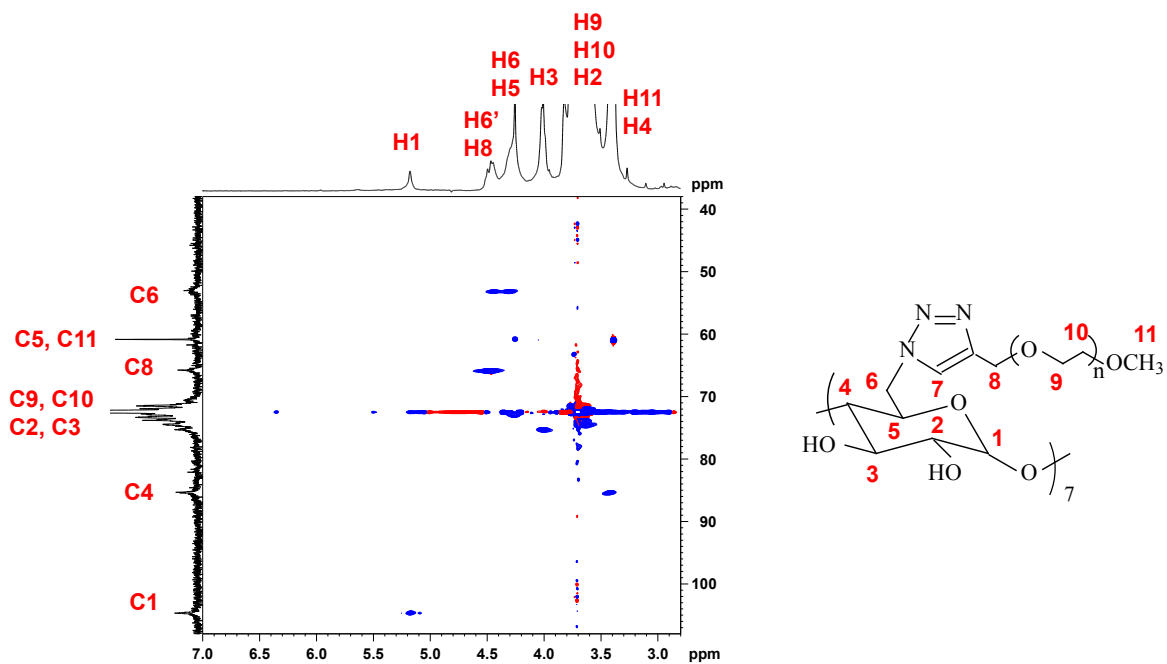 H9
H6 H10
H5 H3 H2
H11
H6' H4
H1 H8
ppm
40
50
C6
C5, C11 60
C8
70
C9, C10
C2, C3
80
C4
90
100
C1
7.0 6.5 6.0 5.5 5.0 4.5 4.0 3.5 3.0 ppm
N N
10 11
N ( O ) n OCH3
6 7 8 9
4 O
5 2 1
HO
3 HO O
7